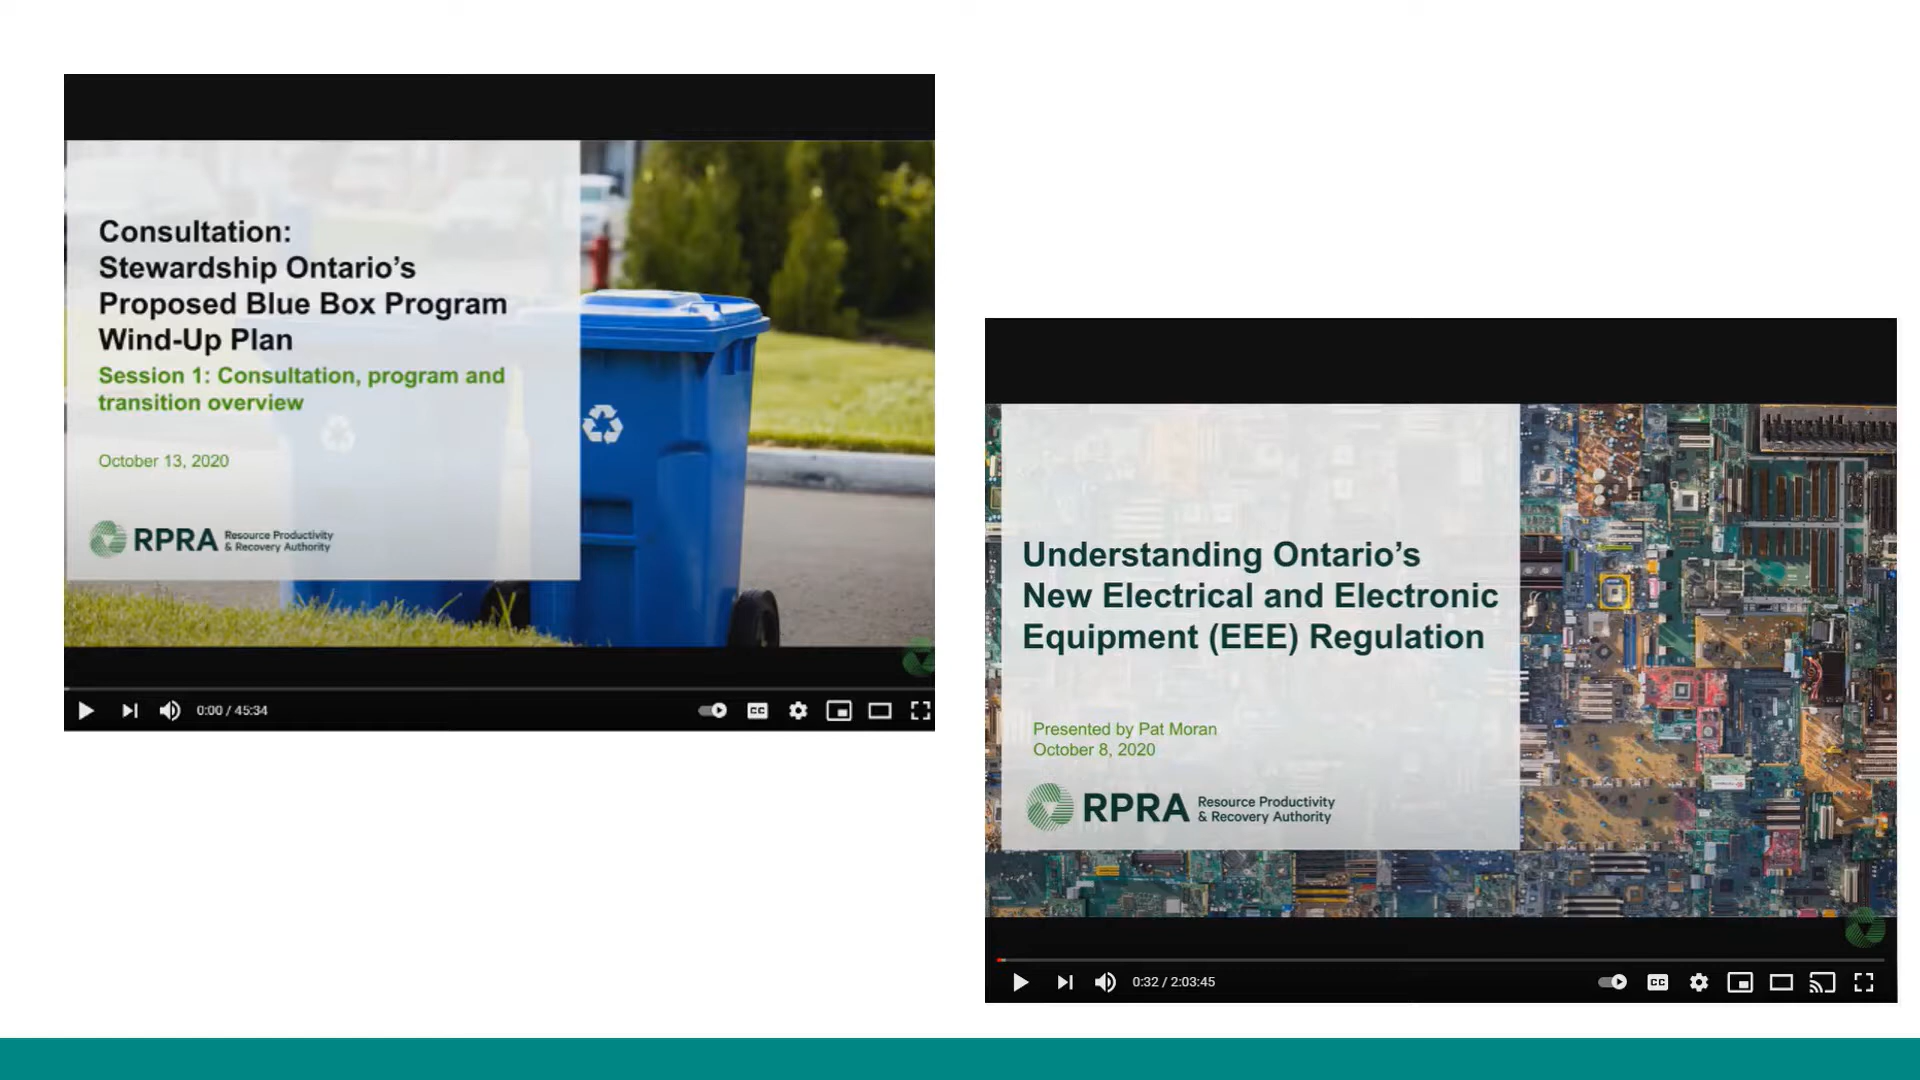 Consultation:
Stewardship Ontario’s
Proposed Blue Box Program
Wind-Up Plan
Session 1: Consultation, program and
transition overview
October 13, 2020
RPRA Resource Productivity
& Recovery Authority
0:00 / 45:34
CC
Understanding Ontario’s
New Electrical and Electronic
Equipment (EEE) Regulation
Presented by Pat Moran
October 8, 2020
RPRA Resource Productivity
& Recovery Authority
0:32 / 2:03:45
CC